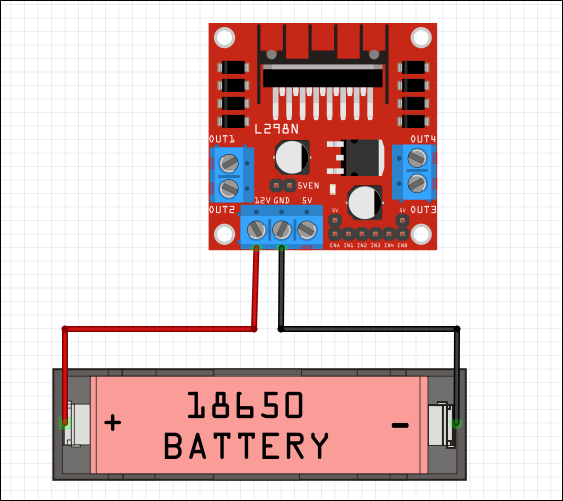 L298N
OUT1
OUT4
5VEN
OUT2
12V GND 5V
OUT3
5V
5V
ENA IN1 IN2 IN3 IN4 ENB
+ 18650 -
BATTERY